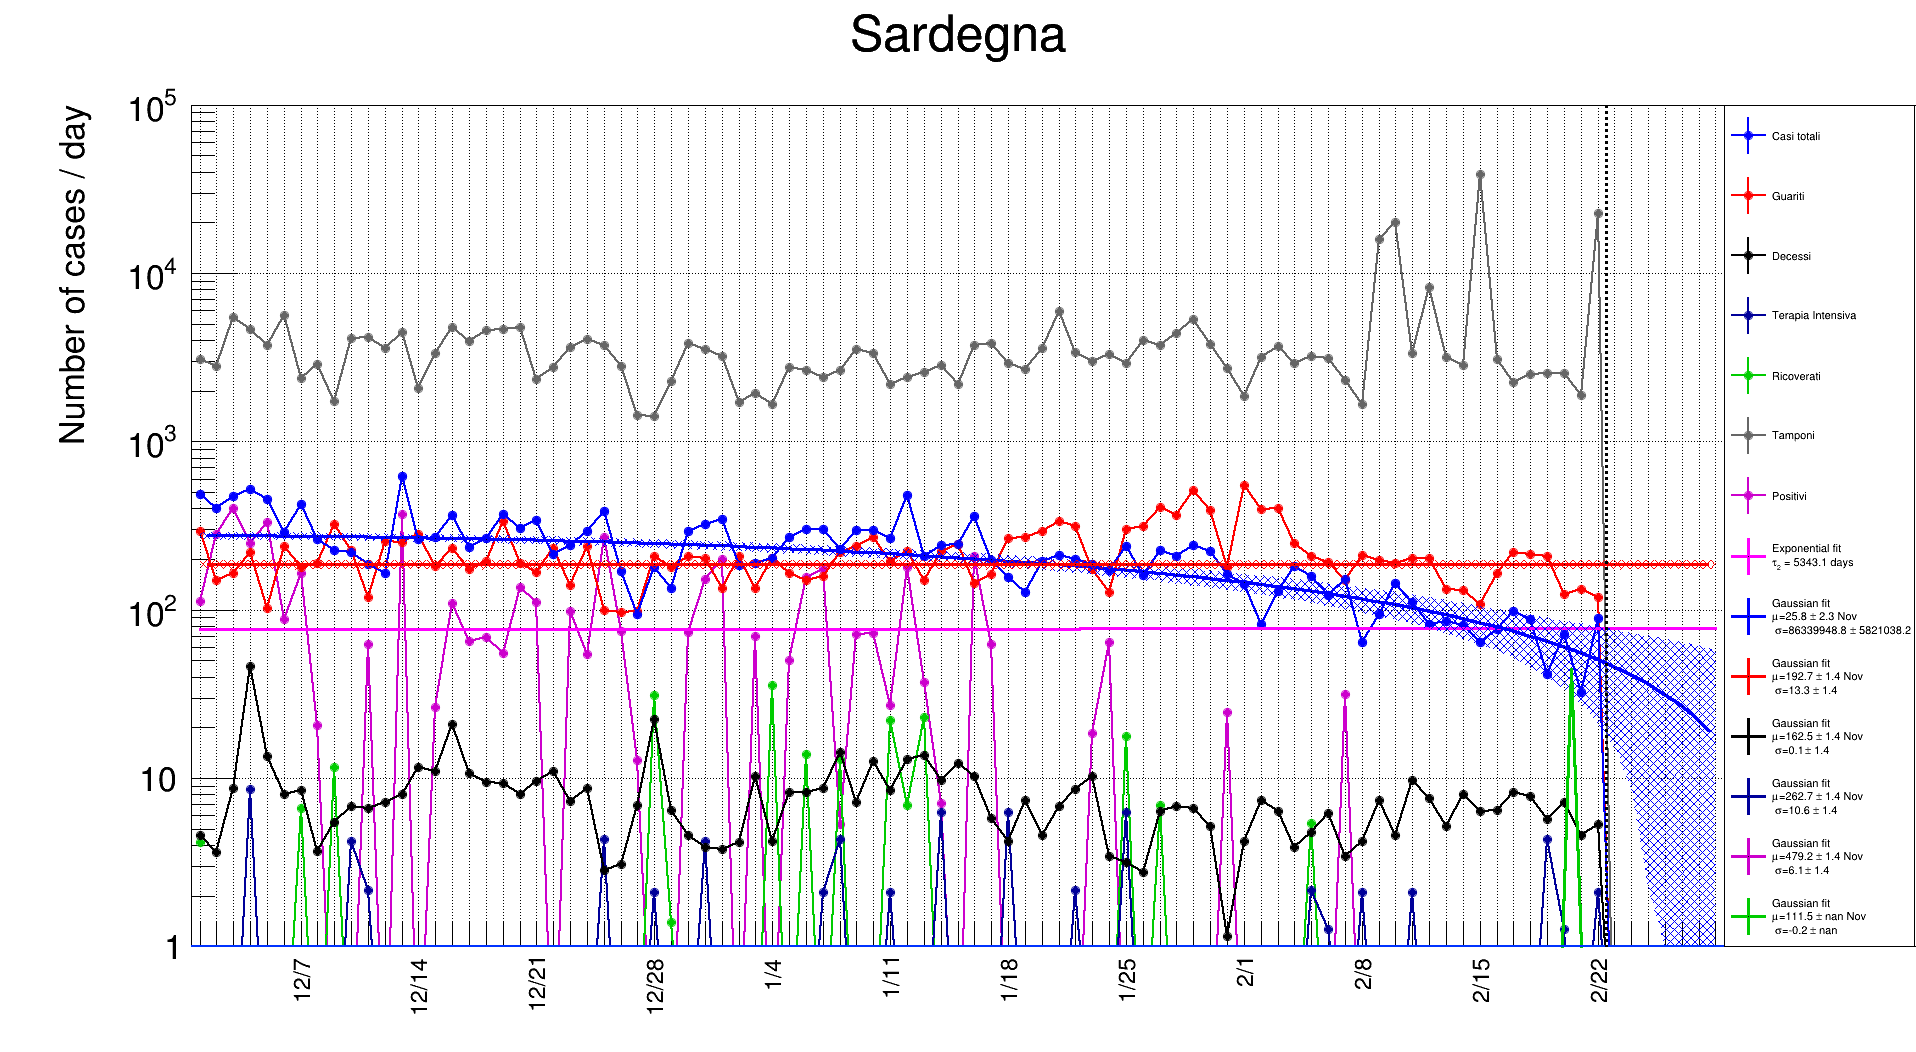 Sardegna
Number of cases / day
10^5
10^4
10^3
10^2
10
1
12/7
12/14
12/21
12/28
1/4
1/11
1/18
1/25
2/1
2/8
2/15
2/22
Casi totali
Guariti
Decessi
Terapia Intensiva
Ricoverati
Tamponi
Positivi
Exponential fit
τ₂ = 5343.1 days
Gaussian fit
μ=25.8 ± 2.3 Nov
σ=86339948.8 ± 5821038.2
Gaussian fit
μ=192.7 ± 1.4 Nov
σ=13.3 ± 1.4
Gaussian fit
μ=162.5 ± 1.4 Nov
σ=0.1 ± 1.4
Gaussian fit
μ=262.7 ± 1.4 Nov
σ=10.6 ± 1.4
Gaussian fit
μ=479.2 ± 1.4 Nov
σ=6.1 ± 1.4
Gaussian fit
μ=111.5 ± nan Nov
σ=-0.2 ± nan